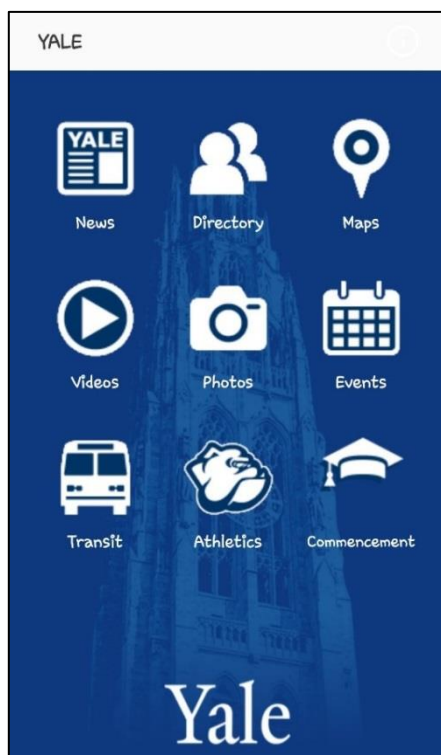 YALE
YALE
News Directory Maps
Videos Photos Events
Transit Athletics Commencement
Yale